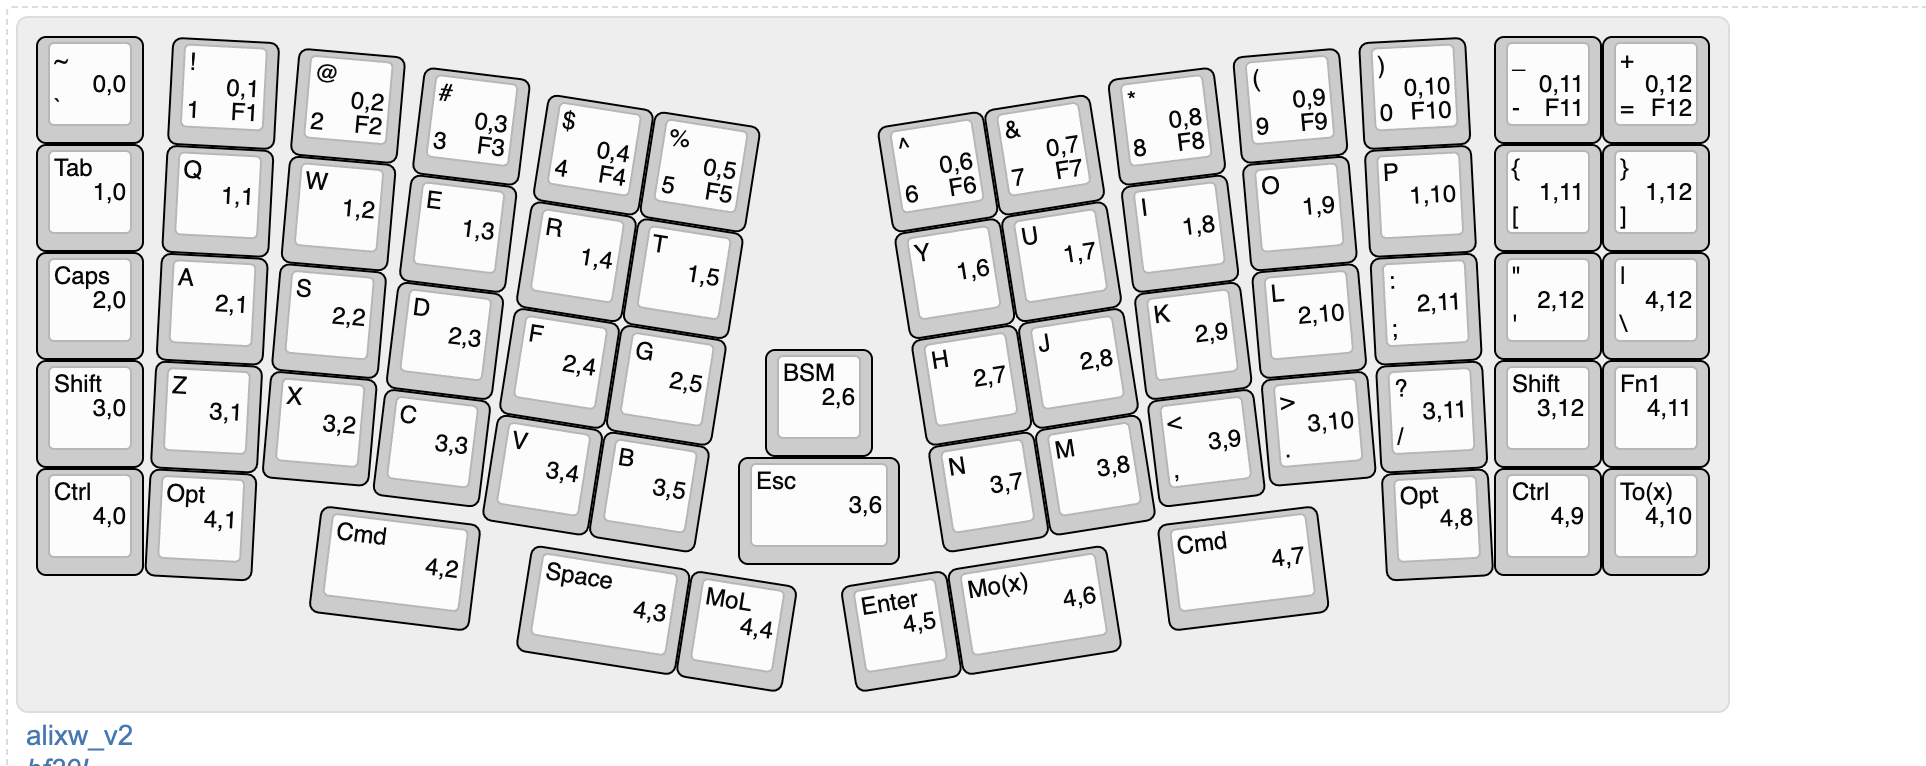 ~ 0,0 `
! 0,1 1 F1
@ 0,2 2 F2
# 0,3 3 F3
$ 0,4 4 F4
% 0,5 5 F5
^ 0,6 6 F6
& 0,7 7 F7
* 0,8 8 F8
( 0,9 9 F9
) 0,10 0 F10
_ 0,11 - F11
+ 0,12 = F12
Tab 1,0
Q 1,1
W 1,2
E 1,3
R 1,4
T 1,5
Y 1,6
U 1,7
I 1,8
O 1,9
P 1,10
{ 1,11 [
} 1,12 ]
Caps 2,0
A 2,1
S 2,2
D 2,3
F 2,4
G 2,5
BSM 2,6
H 2,7
J 2,8
K 2,9
L 2,10
: 2,11 ;
" 2,12 '
| 4,12 \
Shift 3,0
Z 3,1
X 3,2
C 3,3
V 3,4
B 3,5
Esc 3,6
N 3,7
M 3,8
< 3,9 ,
> 3,10 .
? 3,11 /
Shift 3,12
Fn1 4,11
Ctrl 4,0
Opt 4,1
Cmd 4,2
Space 4,3
MoL 4,4
Enter 4,5
Mo(x) 4,6
Cmd 4,7
Opt 4,8
Ctrl 4,9
To(x) 4,10
alixw_v2